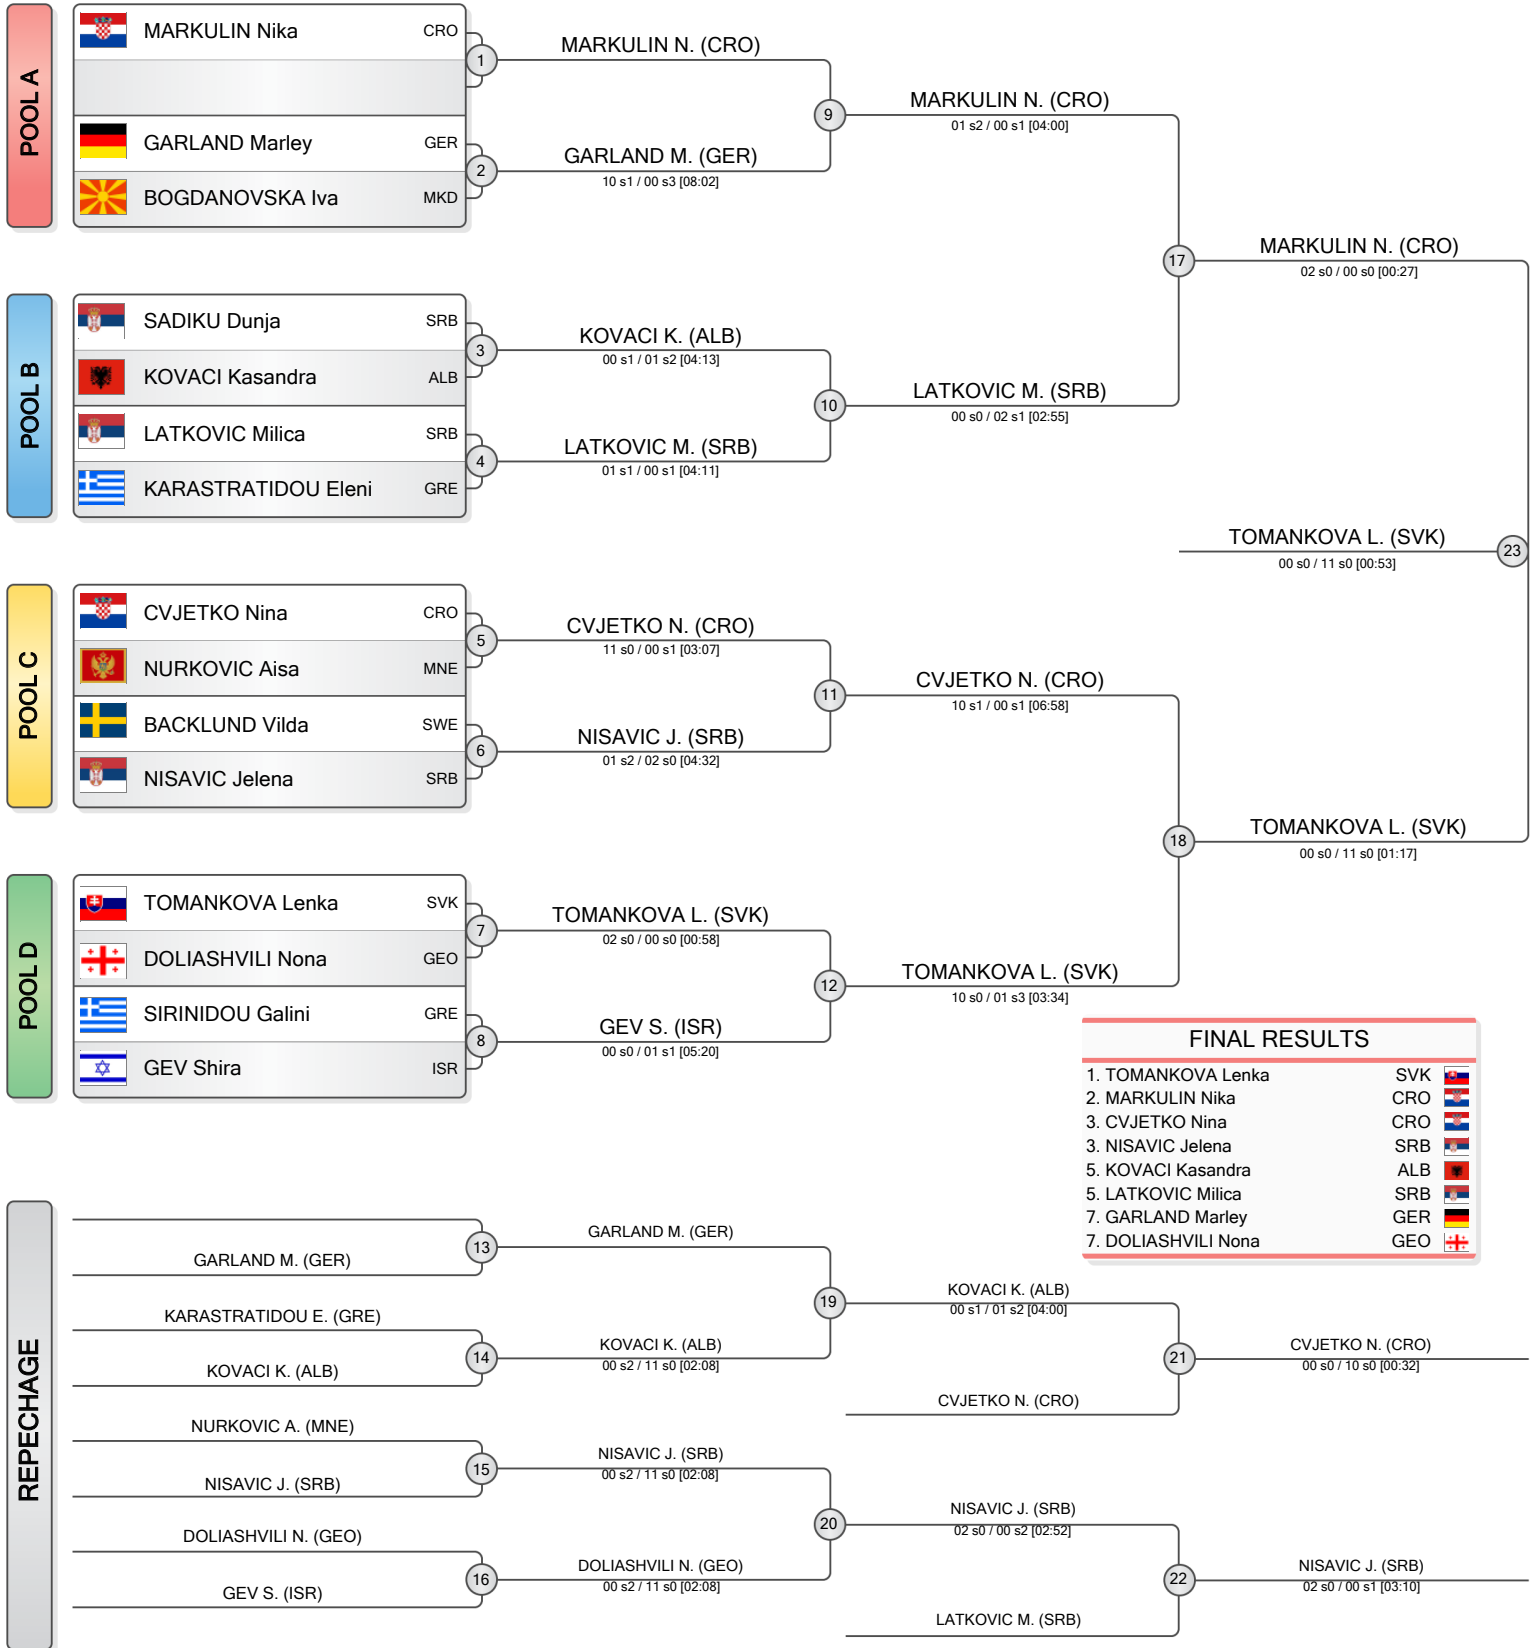 POOL A
MARKULIN Nika CRO
GARLAND Marley GER
BOGDANOVSKA Iva MKD
1
MARKULIN N. (CRO)
2
GARLAND M. (GER)
10 s1 / 00 s3 [08:02]
9
MARKULIN N. (CRO)
01 s2 / 00 s1 [04:00]
POOL B
SADIKU Dunja SRB
KOVACI Kasandra ALB
LATKOVIC Milica SRB
KARASTRATIDOU Eleni GRE
3
KOVACI K. (ALB)
00 s1 / 01 s2 [04:13]
4
LATKOVIC M. (SRB)
01 s1 / 00 s1 [04:11]
10
LATKOVIC M. (SRB)
00 s0 / 02 s1 [02:55]
17
MARKULIN N. (CRO)
02 s0 / 00 s0 [00:27]
TOMANKOVA L. (SVK)
00 s0 / 11 s0 [00:53]
23
POOL C
CVJETKO Nina CRO
NURKOVIC Aisa MNE
BACKLUND Vilda SWE
NISAVIC Jelena SRB
5
CVJETKO N. (CRO)
11 s0 / 00 s1 [03:07]
6
NISAVIC J. (SRB)
01 s2 / 02 s0 [04:32]
11
CVJETKO N. (CRO)
10 s1 / 00 s1 [06:58]
18
TOMANKOVA L. (SVK)
00 s0 / 11 s0 [01:17]
POOL D
TOMANKOVA Lenka SVK
DOLIASHVILI Nona GEO
SIRINIDOU Galini GRE
GEV Shira ISR
7
TOMANKOVA L. (SVK)
02 s0 / 00 s0 [00:58]
8
GEV S. (ISR)
00 s0 / 01 s1 [05:20]
12
TOMANKOVA L. (SVK)
10 s0 / 01 s3 [03:34]
FINAL RESULTS
1. TOMANKOVA Lenka SVK
2. MARKULIN Nika CRO
3. CVJETKO Nina CRO
3. NISAVIC Jelena SRB
5. KOVACI Kasandra ALB
5. LATKOVIC Milica SRB
7. GARLAND Marley GER
7. DOLIASHVILI Nona GEO
REPECHAGE
GARLAND M. (GER)
13
GARLAND M. (GER)
KARASTRATIDOU E. (GRE)
KOVACI K. (ALB)
14
KOVACI K. (ALB)
00 s2 / 11 s0 [02:08]
19
KOVACI K. (ALB)
00 s1 / 01 s2 [04:00]
CVJETKO N. (CRO)
21
CVJETKO N. (CRO)
00 s0 / 10 s0 [00:32]
NURKOVIC A. (MNE)
NISAVIC J. (SRB)
15
NISAVIC J. (SRB)
00 s2 / 11 s0 [02:08]
DOLIASHVILI N. (GEO)
GEV S. (ISR)
16
DOLIASHVILI N. (GEO)
00 s2 / 11 s0 [02:08]
20
NISAVIC J. (SRB)
02 s0 / 00 s2 [02:52]
LATKOVIC M. (SRB)
22
NISAVIC J. (SRB)
02 s0 / 00 s1 [03:10]